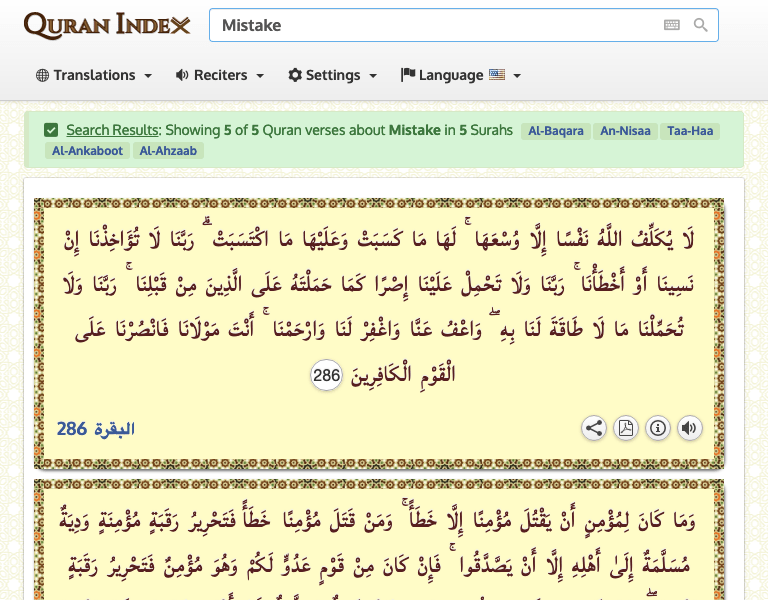 QURAN INDEX
Mistake
Translations
Reciters
Settings
Language
Search Results: Showing 5 of 5 Quran verses about Mistake in 5 Surahs Al-Baqara An-Nisaa Taa-Haa
Al-Ankaboot Al-Ahzaab
لَا يُكَلِّفُ اللَّهُ نَفْسًا إِلَّا وُسْعَهَا ۚ لَهَا مَا كَسَبَتْ وَعَلَيْهَا مَا اكْتَسَبَتْ ۗ رَبَّنَا لَا تُؤَاخِذْنَا إِنْ
نَسِينَا أَوْ أَخْطَأْنَا ۚ رَبَّنَا وَلَا تَحْمِلْ عَلَيْنَا إِصْرًا كَمَا حَمَلْتَهُ عَلَى الَّذِينَ مِنْ قَبْلِنَا ۚ رَبَّنَا وَلَا
تُحَمِّلْنَا مَا لَا طَاقَةَ لَنَا بِهِ ۖ وَاعْفُ عَنَّا وَاغْفِرْ لَنَا وَارْحَمْنَا ۚ أَنْتَ مَوْلَانَا فَانْصُرْنَا عَلَى
الْقَوْمِ الْكَافِرِينَ 286
البقرة 286
وَمَا كَانَ لِمُؤْمِنٍ أَنْ يَقْتُلَ مُؤْمِنًا إِلَّا خَطَأً ۚ وَمَنْ قَتَلَ مُؤْمِنًا خَطَأً فَتَحْرِيرُ رَقَبَةٍ مُؤْمِنَةٍ وَدِيَةٌ
مُسَلَّمَةٌ إِلَىٰ أَهْلِهِ إِلَّا أَنْ يَصَّدَّقُوا ۚ فَإِنْ كَانَ مِنْ قَوْمٍ عَدُوٍّ لَكُمْ وَهُوَ مُؤْمِنٌ فَتَحْرِيرُ رَقَبَةٍ